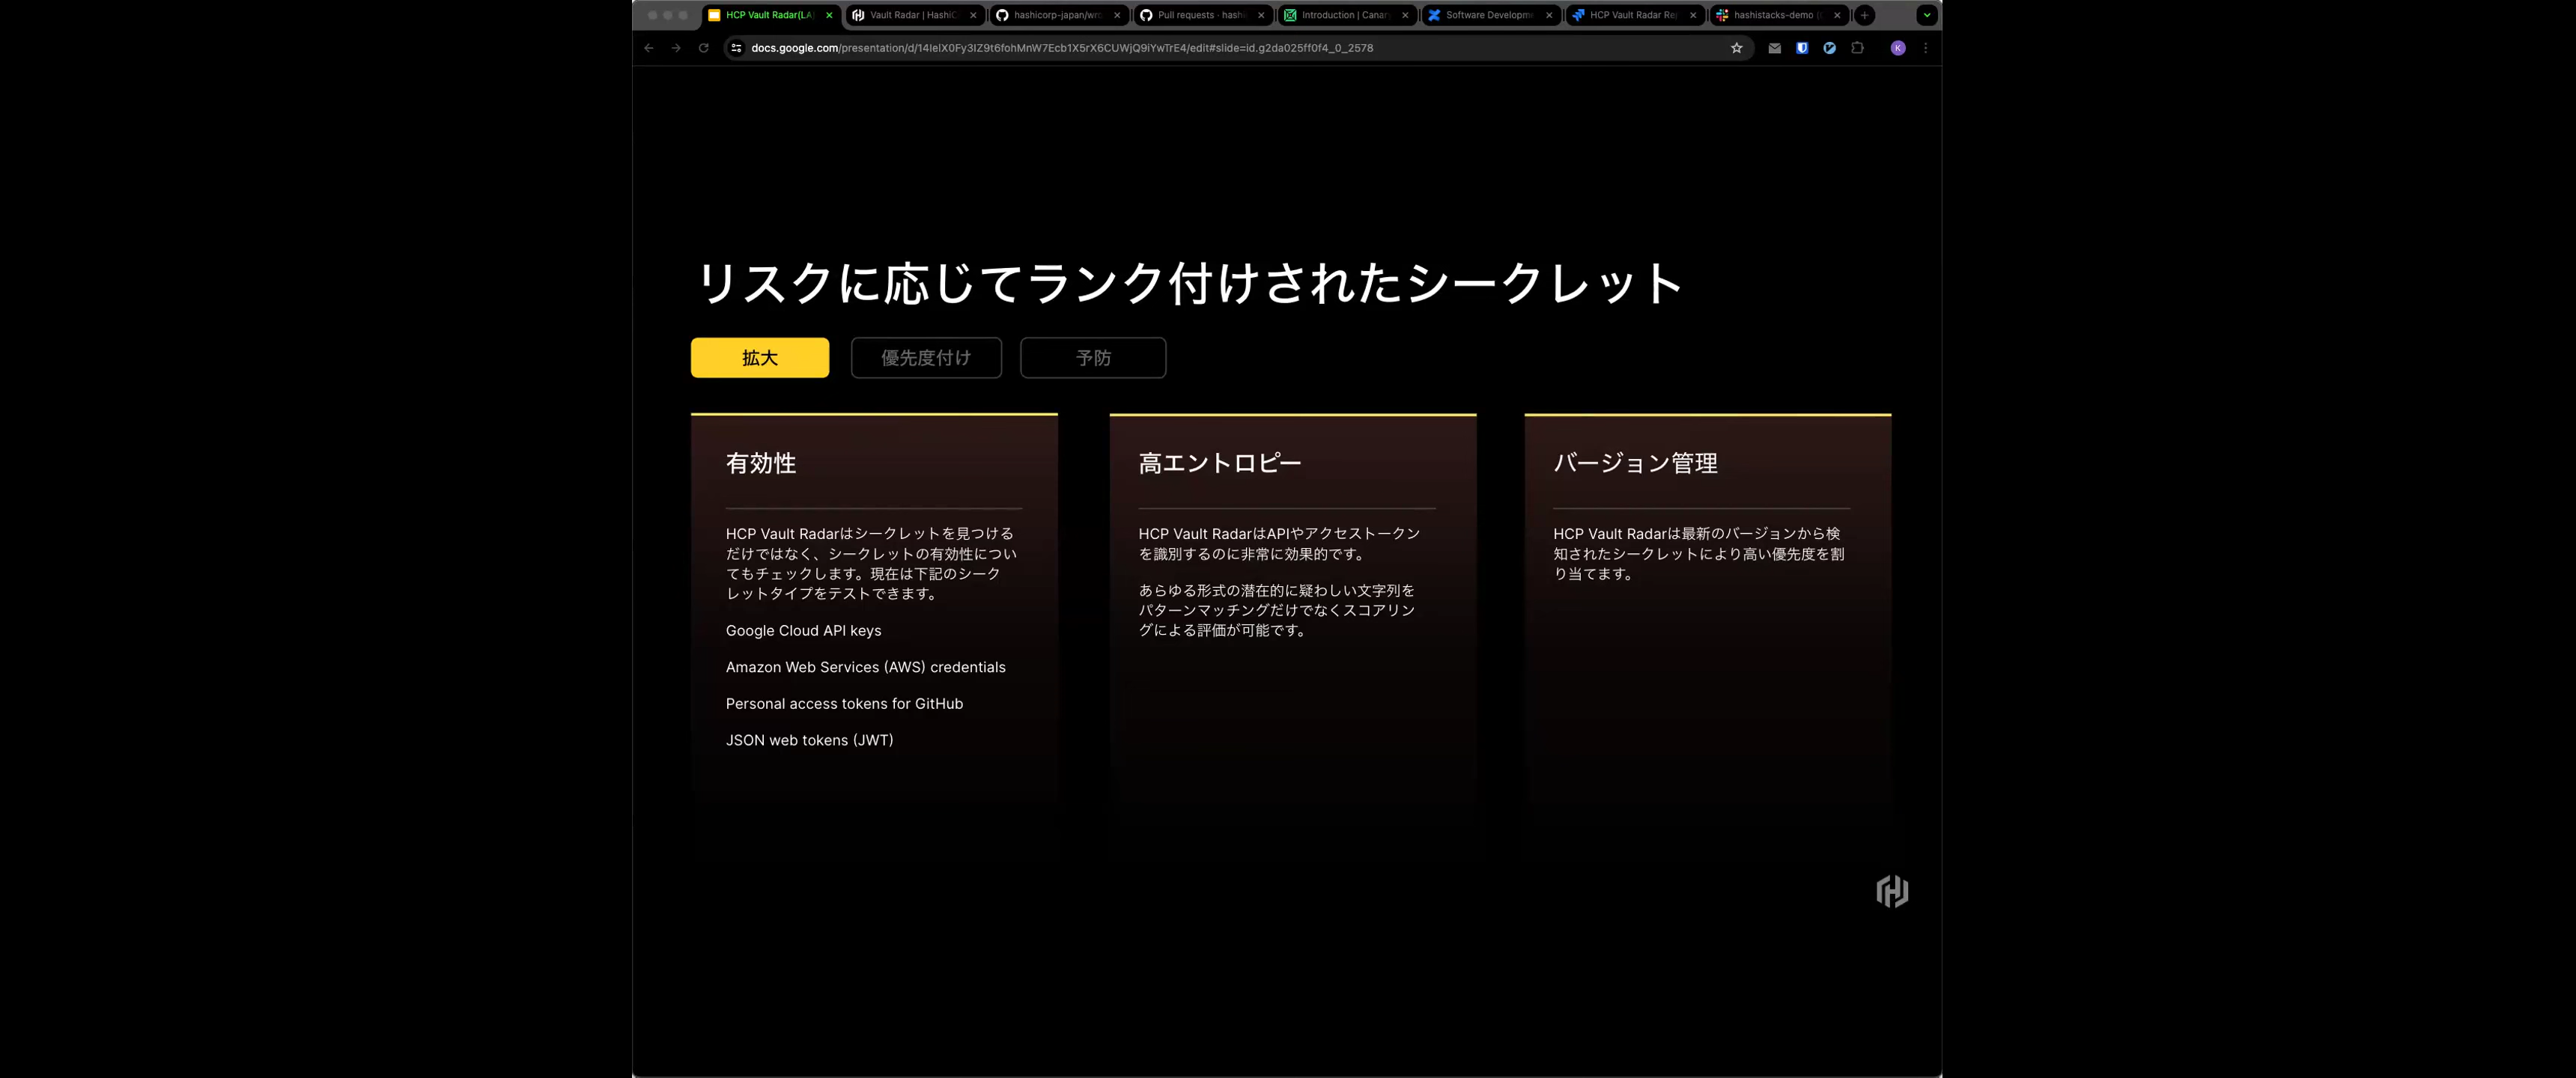 HCP Vault Radar(LA)
Vault Radar | HashiC
hashicorp-japan/wro
Pull requests · hashi
Introduction | Canar
Software Developme
HCP Vault Radar Re
hashistacks-demo
docs.google.com/presentation/d/14IeIX0Fy3IZ9t6fohMnW7Ecb1X5rX6CUWjQ9iYwTrE4/edit#slide=id.g2da025ff0f4_0_2578
K
リスクに応じてランク付けされたシークレット
拡大
優先度付け
予防
有効性
HCP Vault Radarはシークレットを見つける
だけではなく、シークレットの有効性につい
てもチェックします。現在は下記のシーク
レットタイプをテストできます。
Google Cloud API keys
Amazon Web Services (AWS) credentials
Personal access tokens for GitHub
JSON web tokens (JWT)
高エントロピー
HCP Vault RadarはAPIやアクセストークン
を識別するのに非常に効果的です。
あらゆる形式の潜在的に疑わしい文字列を
パターンマッチングだけでなくスコアリン
グによる評価が可能です。
バージョン管理
HCP Vault Radarは最新のバージョンから検
知されたシークレットにより高い優先度を割
り当てます。